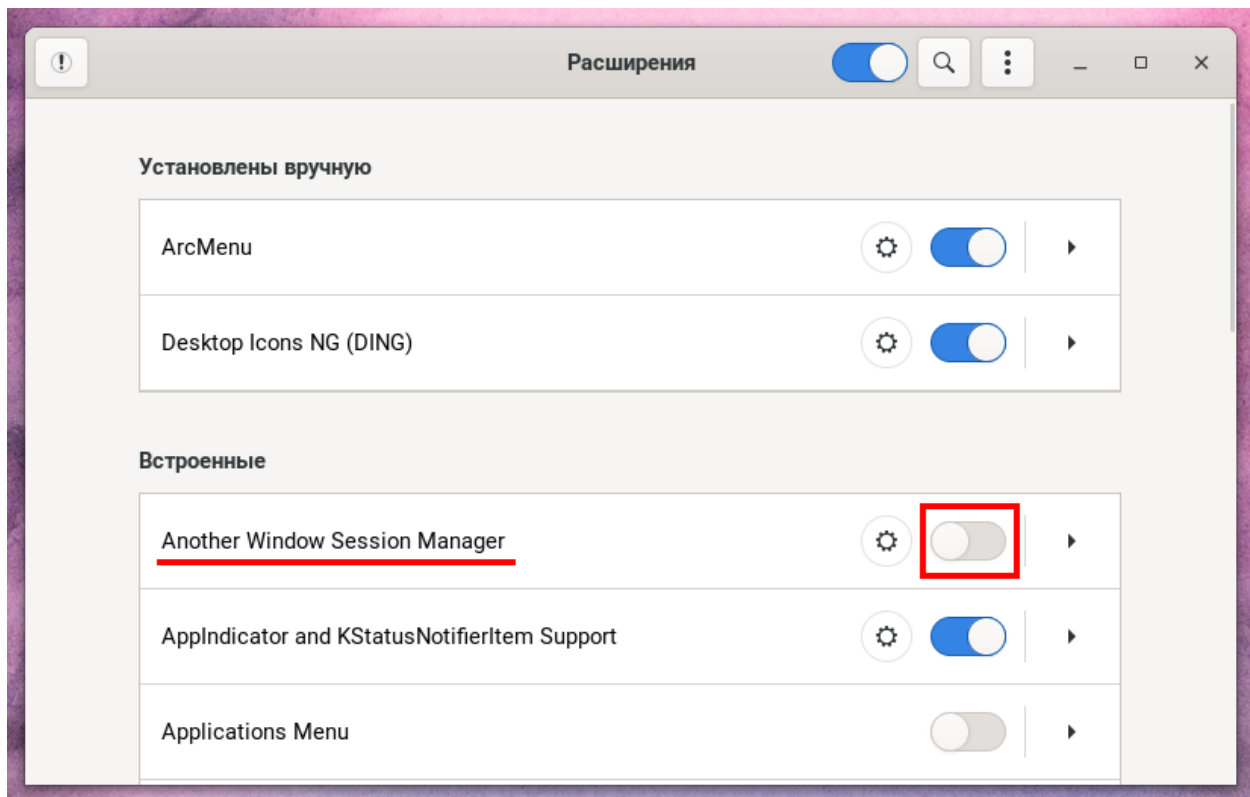 Расширения
Установлены вручную
ArcMenu
Desktop Icons NG (DING)
Встроенные
Another Window Session Manager
AppIndicator and KStatusNotifierItem Support
Applications Menu